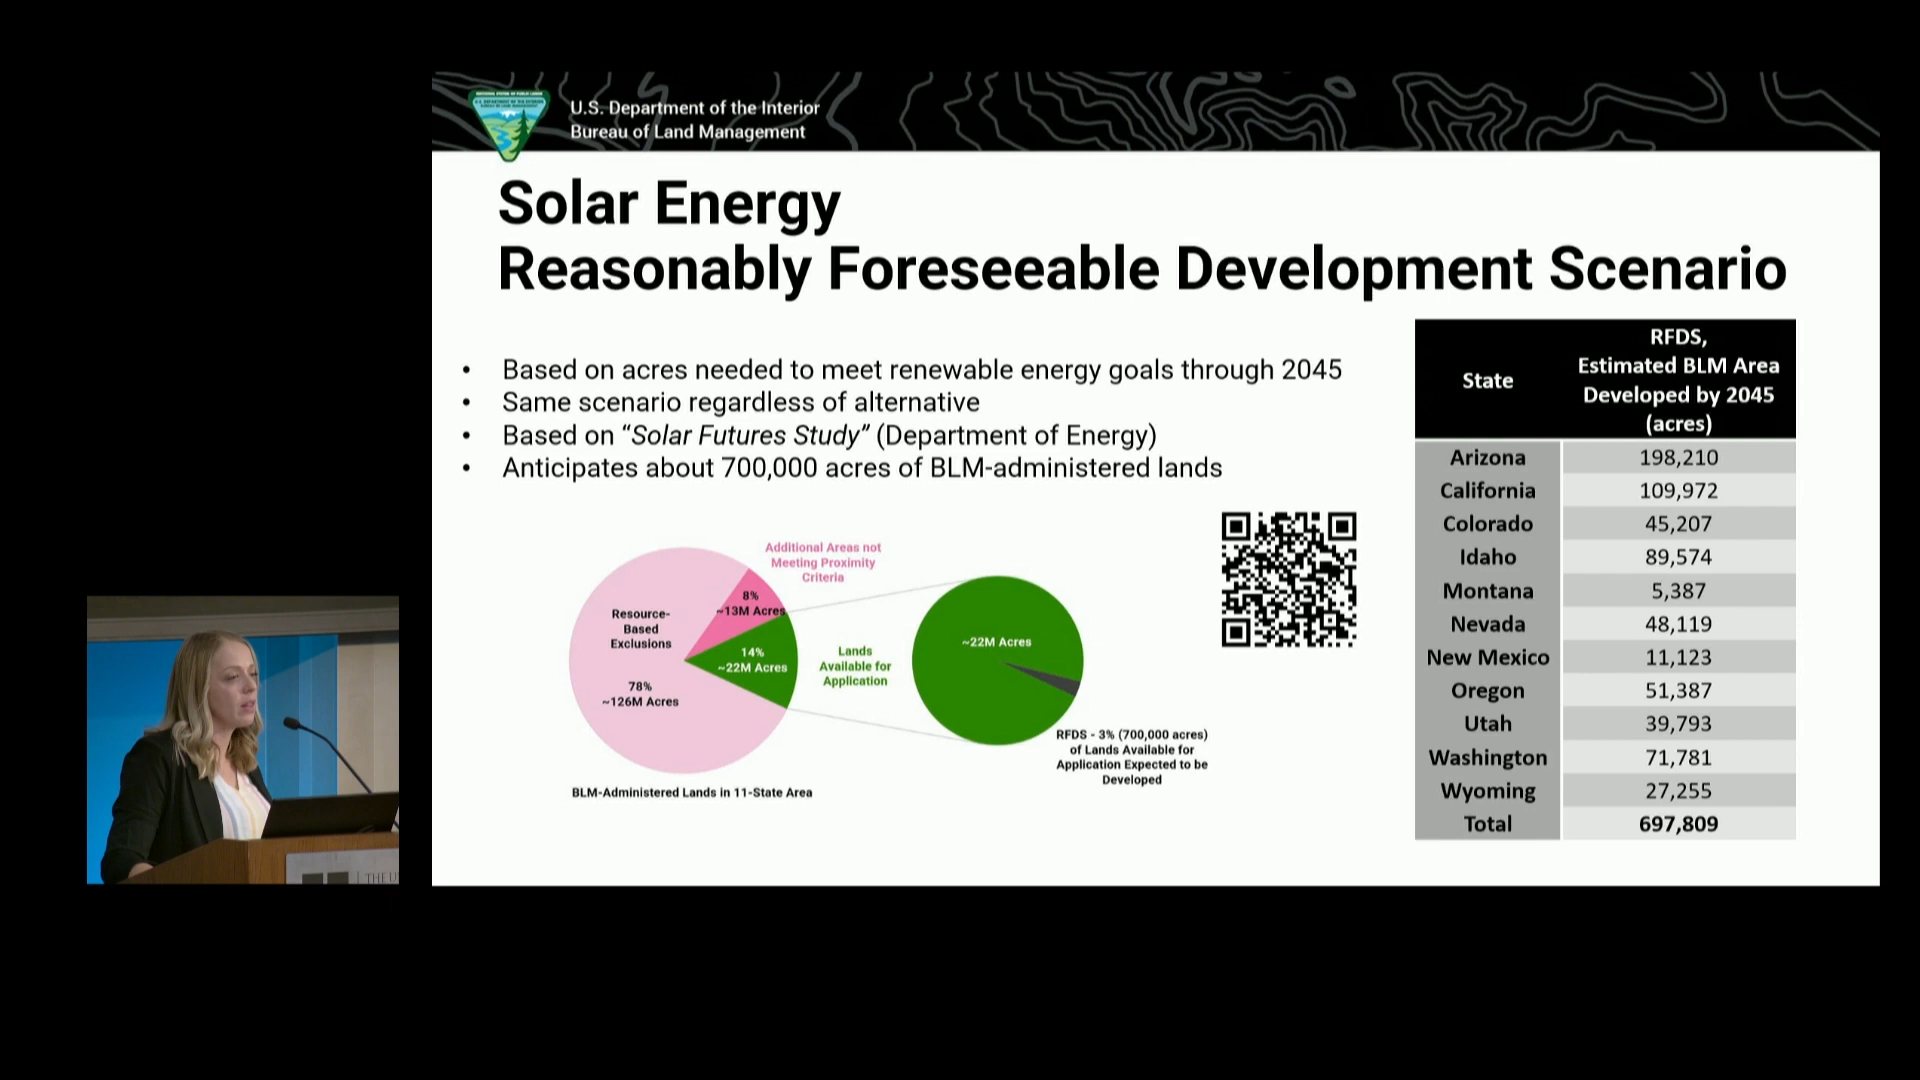 U.S. Department of the Interior
Bureau of Land Management
Solar Energy
Reasonably Foreseeable Development Scenario
• Based on acres needed to meet renewable energy goals through 2045
• Same scenario regardless of alternative
• Based on “Solar Futures Study” (Department of Energy)
• Anticipates about 700,000 acres of BLM-administered lands
Additional Areas not
Meeting Proximity
Criteria
8%
~13M Acres
Resource-
Based
Exclusions
78%
~126M Acres
14%
~22M Acres
Lands
Available for
Application
~22M Acres
RFDS - 3% (700,000 acres)
of Lands Available for
Application Expected to be
Developed
BLM-Administered Lands in 11-State Area
State
RFDS,
Estimated BLM Area
Developed by 2045
(acres)
Arizona 198,210
California 109,972
Colorado 45,207
Idaho 89,574
Montana 5,387
Nevada 48,119
New Mexico 11,123
Oregon 51,387
Utah 39,793
Washington 71,781
Wyoming 27,255
Total 697,809
THE